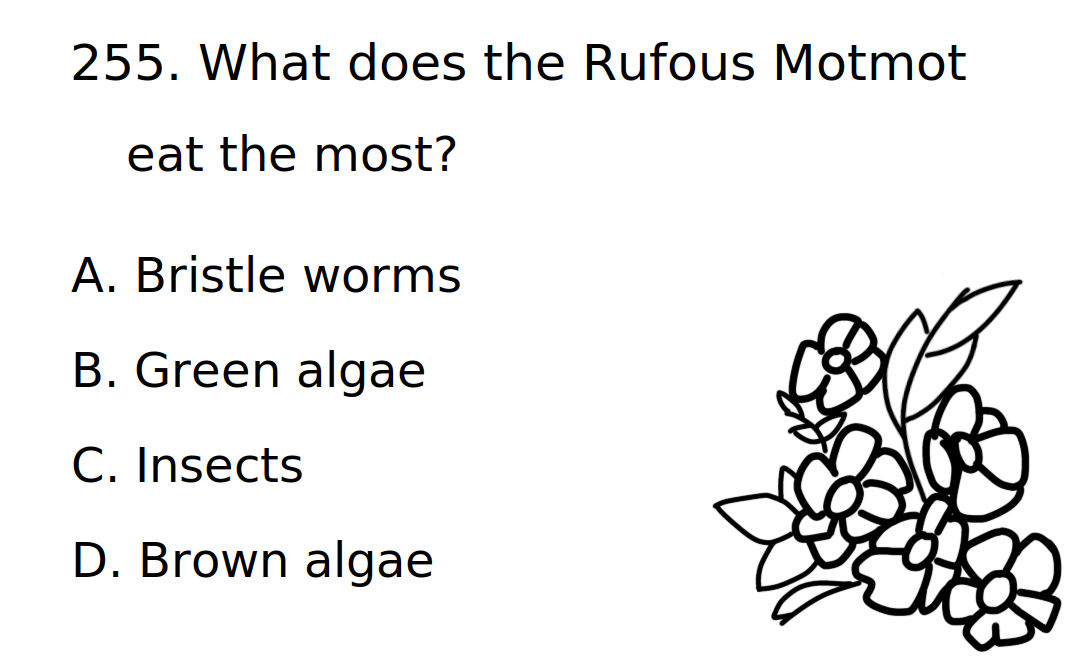 255. What does the Rufous Motmot
eat the most?
A. Bristle worms
B. Green algae
C. Insects
D. Brown algae